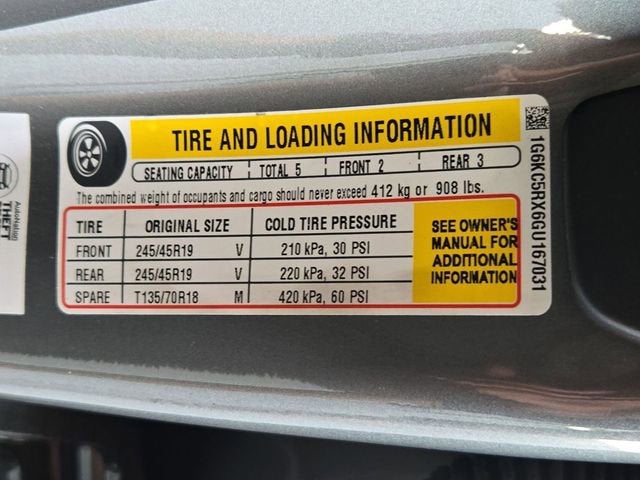 TIRE AND LOADING INFORMATION
SEATING CAPACITY TOTAL 5 FRONT 2 REAR 3
The combined weight of occupants and cargo should never exceed 412 kg or 908 lbs.
TIRE ORIGINAL SIZE COLD TIRE PRESSURE
FRONT 245/45R19 V 210 kPa, 30 PSI
REAR 245/45R19 V 220 kPa, 32 PSI
SPARE T135/70R18 M 420 kPa, 60 PSI
SEE OWNER'S
MANUAL FOR
ADDITIONAL
INFORMATION
1G6KC5RX6GU167031
AutoNation
THEFT